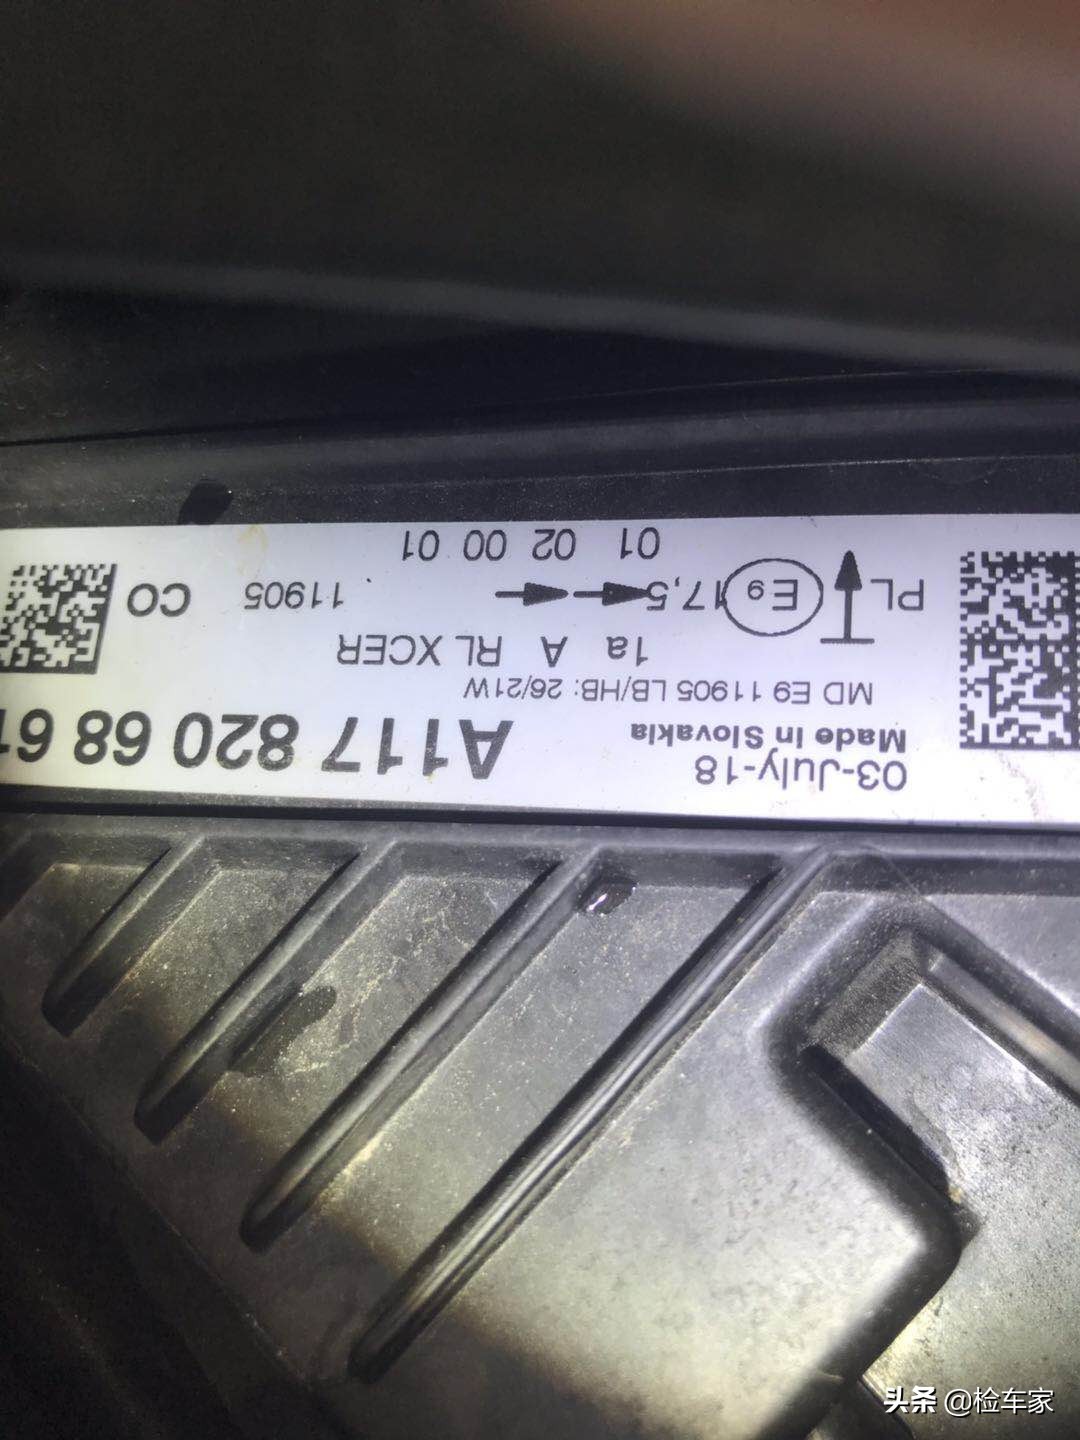 03-July-18
Made in Slovakia
A117 820 68 61
MD E9 11905 LB/HB: 26/21W
1a A RL XCER
PL E9 17,5 11905 CO
01 02 00 01
头条 @检车家